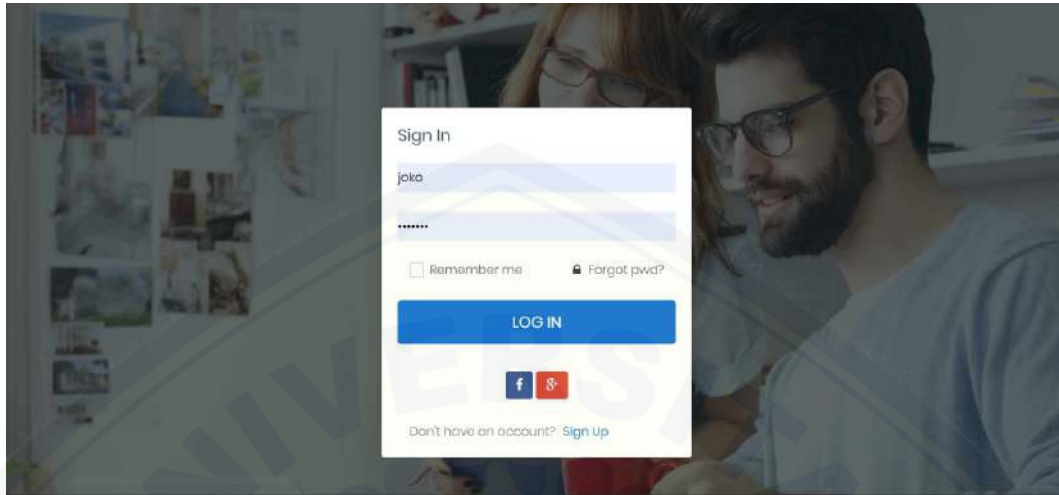 Sign In
joko
•••••••
Remember me
Forgot pwd?
LOG IN
f g+
Don't have an account? Sign Up